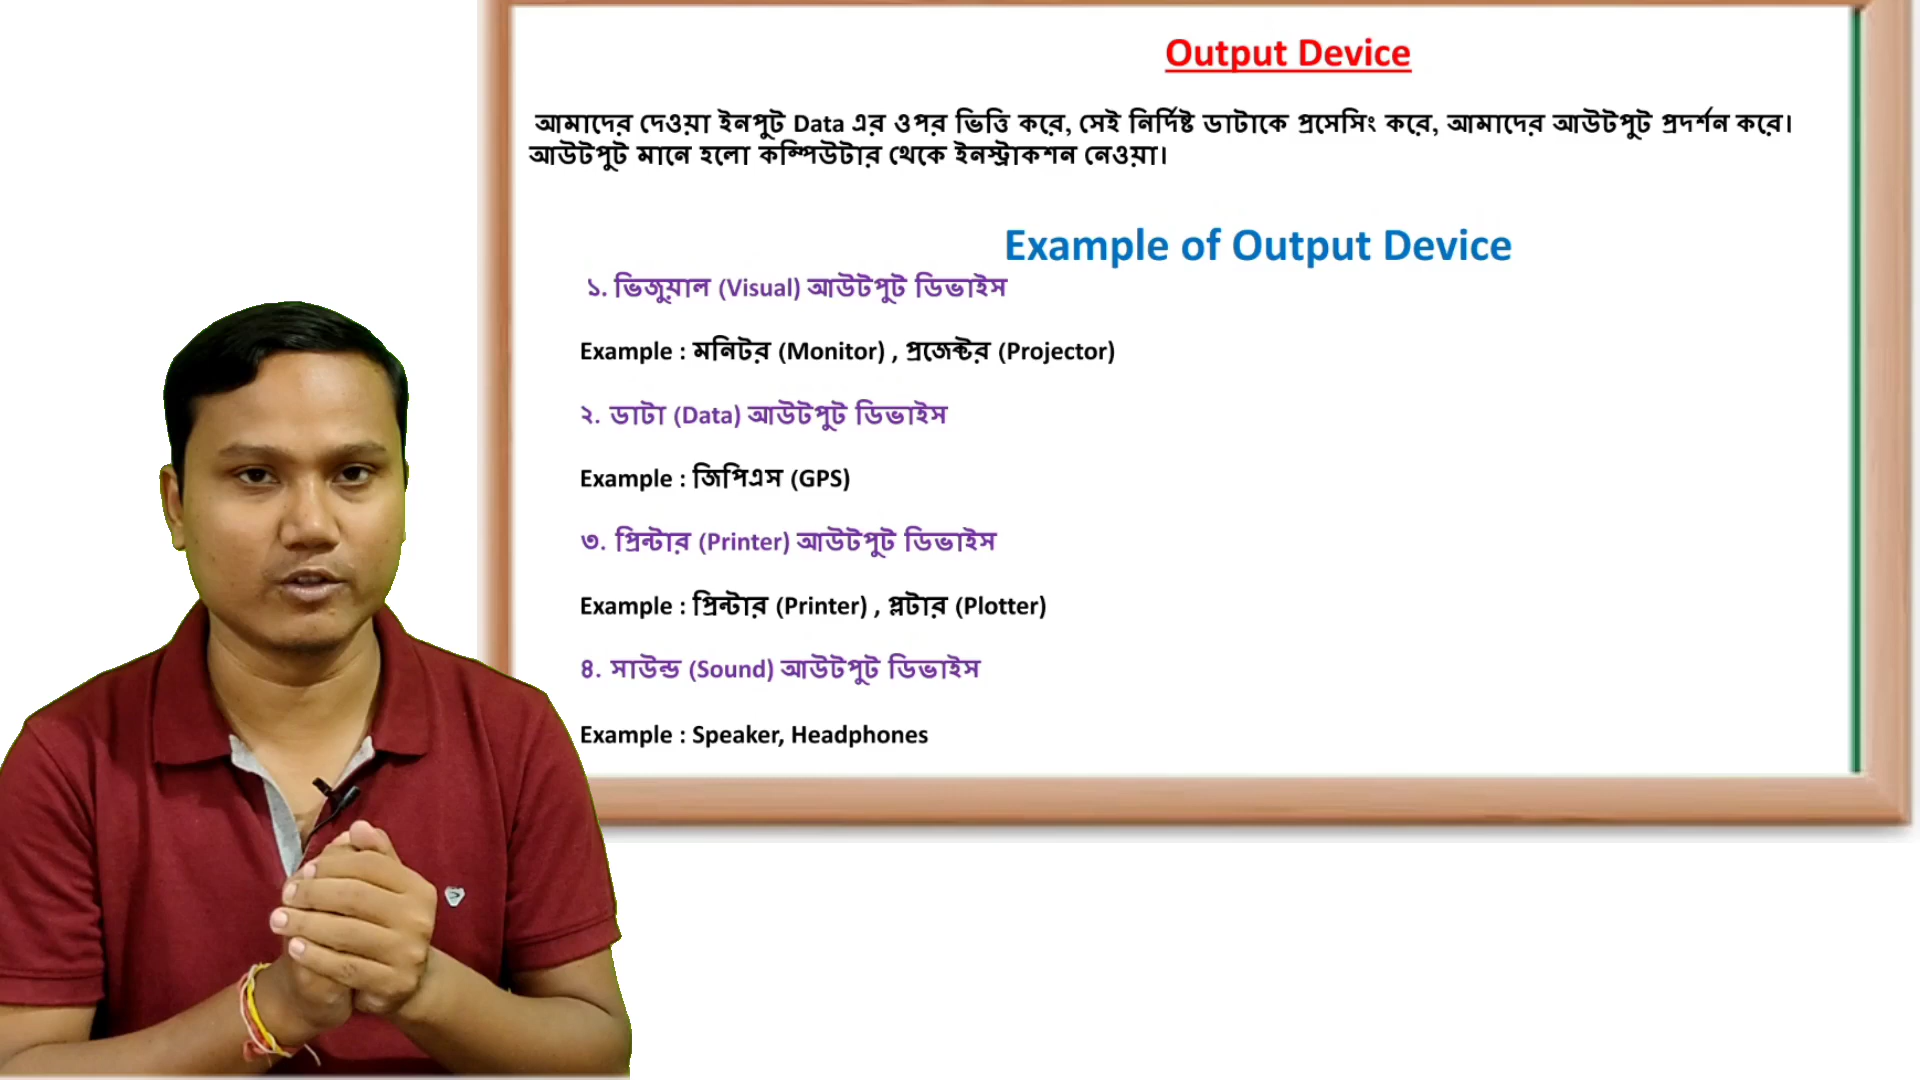 Output Device
আমাদের দেওয়া ইনপুট Data এর ওপর ভিত্তি করে, সেই নির্দিষ্ট ডাটাকে প্রসেসিং করে, আমাদের আউটপুট প্রদর্শন করে।
আউটপুট মানে হলো কম্পিউটার থেকে ইনস্ট্রাকশন নেওয়া।
Example of Output Device
১. ভিজুয়াল (Visual) আউটপুট ডিভাইস
Example : মনিটর (Monitor) , প্রজেক্টর (Projector)
২. ডাটা (Data) আউটপুট ডিভাইস
Example : জিপিএস (GPS)
৩. প্রিন্টার (Printer) আউটপুট ডিভাইস
Example : প্রিন্টার (Printer) , প্লটার (Plotter)
৪. সাউন্ড (Sound) আউটপুট ডিভাইস
Example : Speaker, Headphones